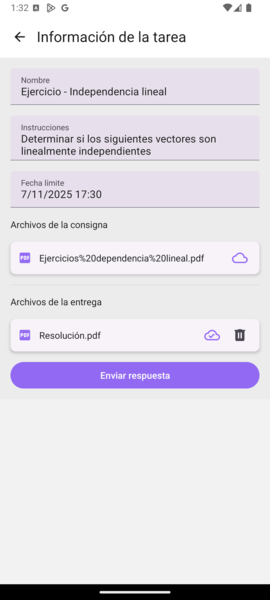 1:32
Información de la tarea
Nombre
Ejercicio - Independencia lineal
Instrucciones
Determinar si los siguientes vectores son
linealmente independientes
Fecha límite
7/11/2025 17:30
Archivos de la consigna
PDF Ejercicios%20dependencia%20lineal.pdf
Archivos de la entrega
PDF Resolución.pdf
Enviar respuesta